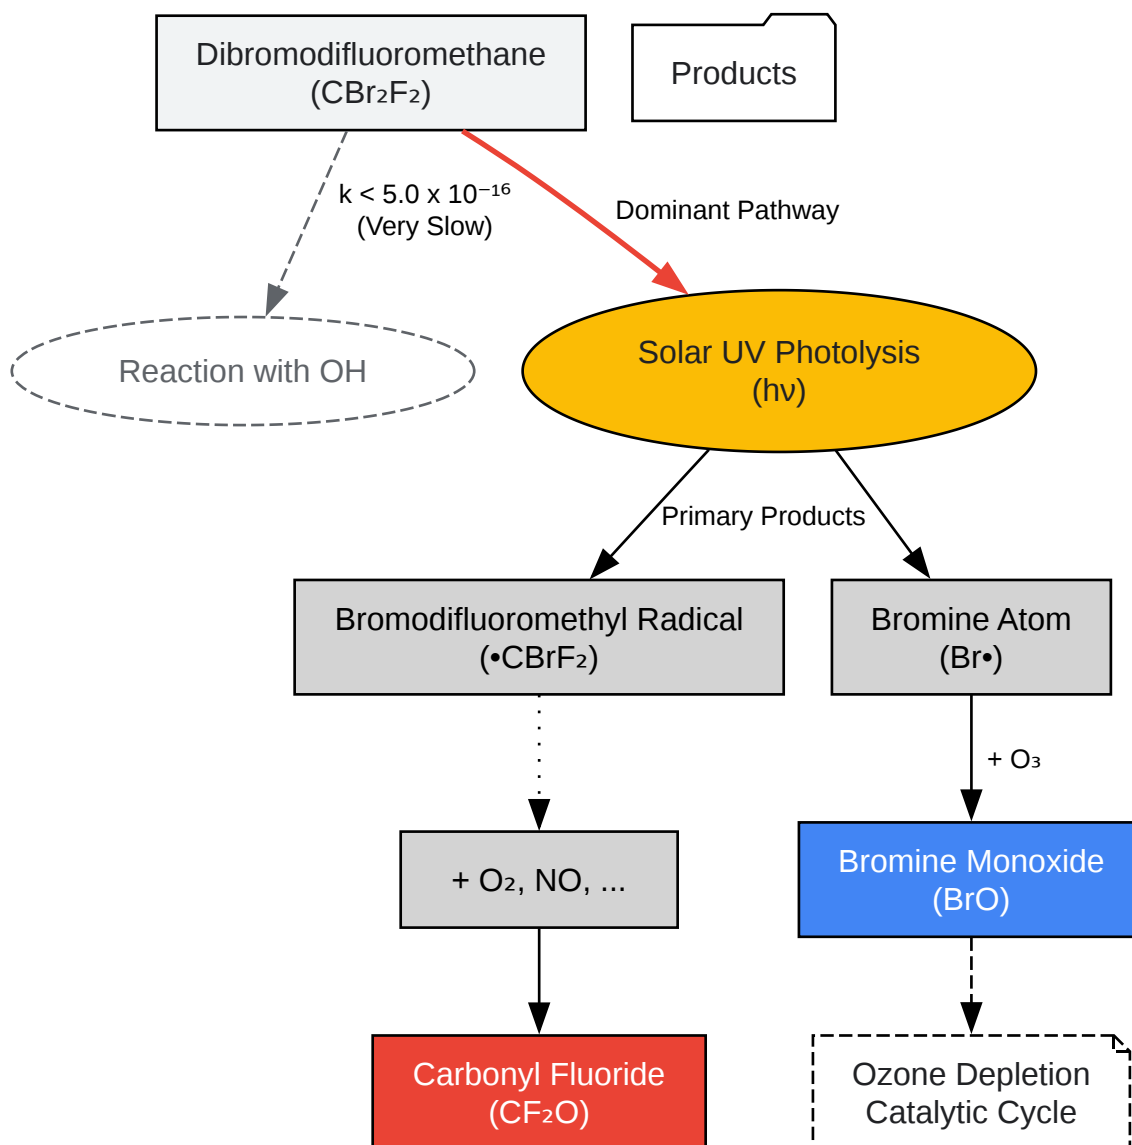 Dibromodifluoromethane
(CBr₂F₂)
Products
k < 5.0 x 10⁻¹⁶
(Very Slow)
Dominant Pathway
Reaction with OH
Solar UV Photolysis
(hν)
Primary Products
Bromodifluoromethyl Radical
(•CBrF₂)
Bromine Atom
(Br•)
+ O₃
+ O₂, NO, ...
Bromine Monoxide
(BrO)
Carbonyl Fluoride
(CF₂O)
Ozone Depletion
Catalytic Cycle